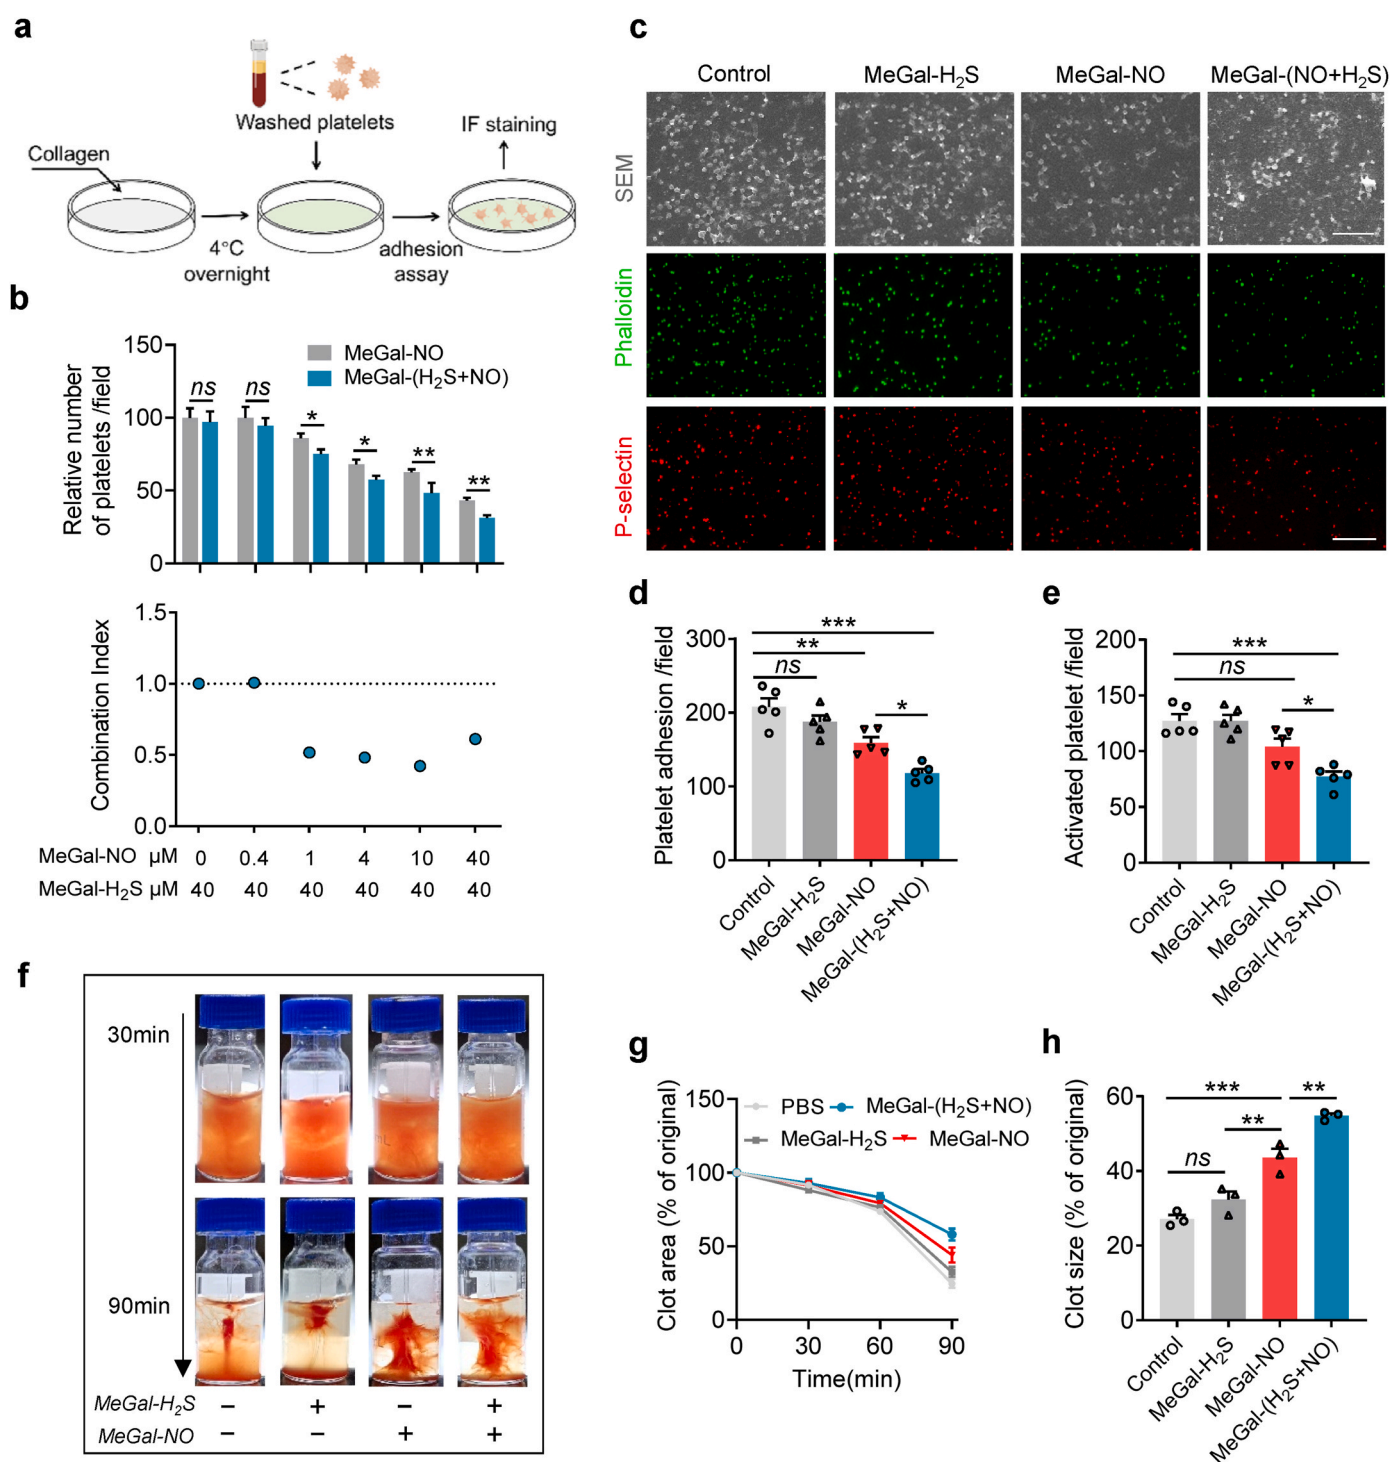 a
Washed platelets
IF staining
Collagen
4°C
overnight
adhesion
assay
b
150
100
50
0
Relative number
of platelets /field
MeGal-NO
MeGal-(H₂S+NO)
ns
ns
*
*
**
**
1.5
1.0
0.5
0.0
Combination Index
MeGal-NO μM 0 0.4 1 4 10 40
MeGal-H₂S μM 40 40 40 40 40 40
c
Control MeGal-H₂S MeGal-NO MeGal-(NO+H₂S)
SEM
Phalloidin
P-selectin
d
300
200
100
0
Platelet adhesion /field
***
**
ns
*
Control
MeGal-H₂S
MeGal-NO
MeGal-(H₂S+NO)
e
200
150
100
50
0
Activated platelet /field
***
ns
*
Control
MeGal-H₂S
MeGal-NO
MeGal-(H₂S+NO)
f
30min
90min
MeGal-H₂S − + − +
MeGal-NO − − + +
g
150
100
50
0
Clot area (% of original)
PBS MeGal-(H₂S+NO)
MeGal-H₂S MeGal-NO
0 30 60 90
Time(min)
h
60
40
20
0
Clot size (% of original)
*** **
**
ns
Control
MeGal-H₂S
MeGal-NO
MeGal-(H₂S+NO)